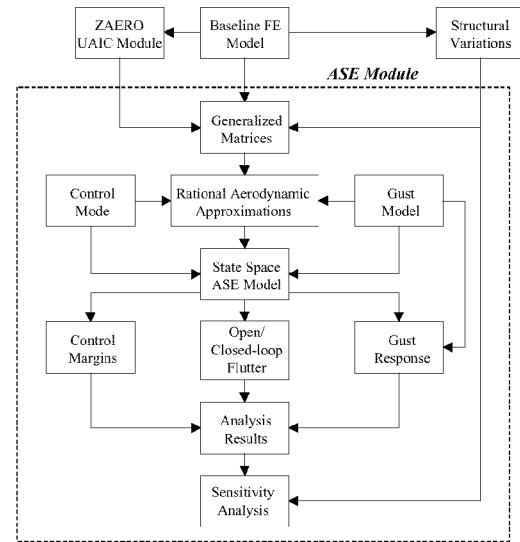 ZAERO
UAIC Module
Baseline FE
Model
Structural
Variations
ASE Module
Generalized
Matrices
Control
Mode
Rational Aerodynamic
Approximations
Gust
Model
State Space
ASE Model
Control
Margins
Open/
Closed-loop
Flutter
Gust
Response
Analysis
Results
Sensitivity
Analysis